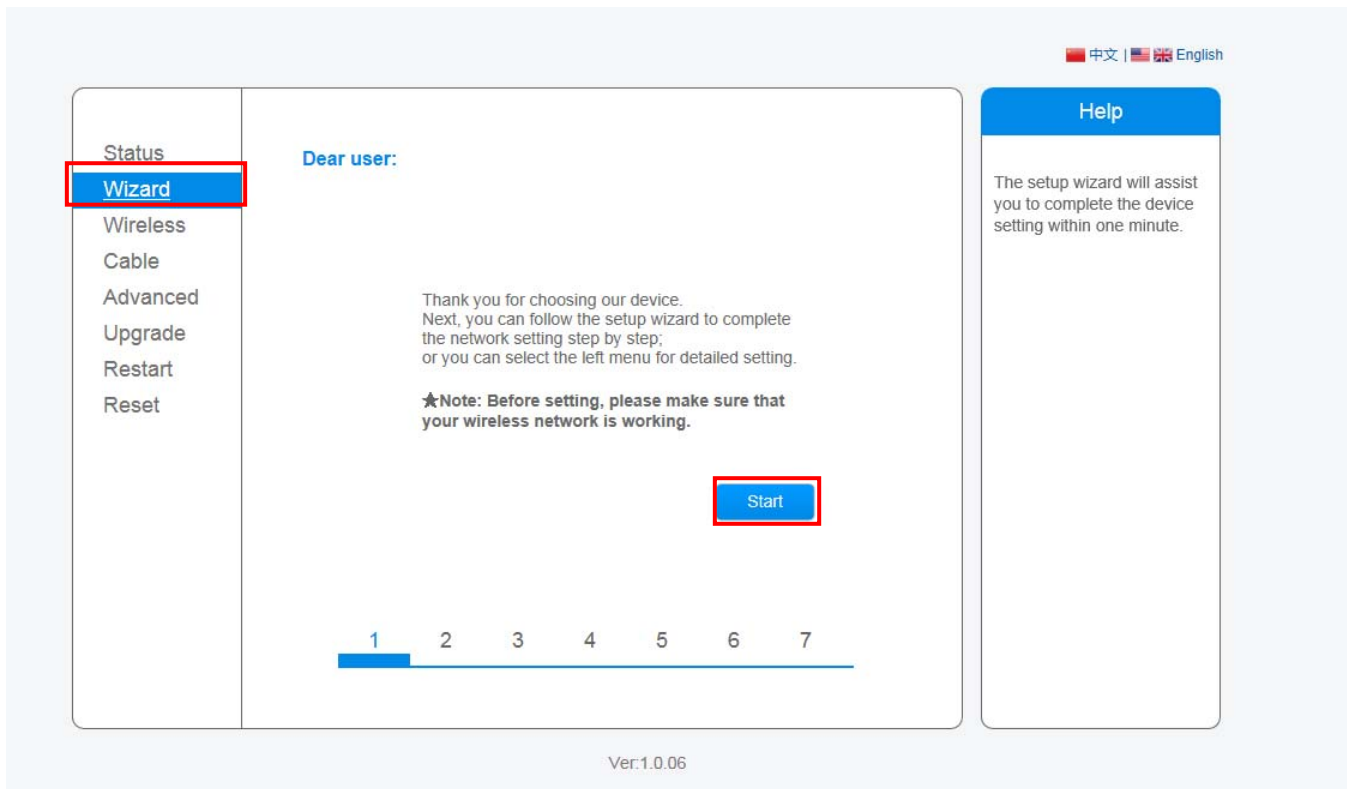 中文 | English
Status
Wizard
Wireless
Cable
Advanced
Upgrade
Restart
Reset
Dear user:
Thank you for choosing our device.
Next, you can follow the setup wizard to complete
the network setting step by step;
or you can select the left menu for detailed setting.
★Note: Before setting, please make sure that
your wireless network is working.
Start
1 2 3 4 5 6 7
Help
The setup wizard will assist
you to complete the device
setting within one minute.
Ver:1.0.06